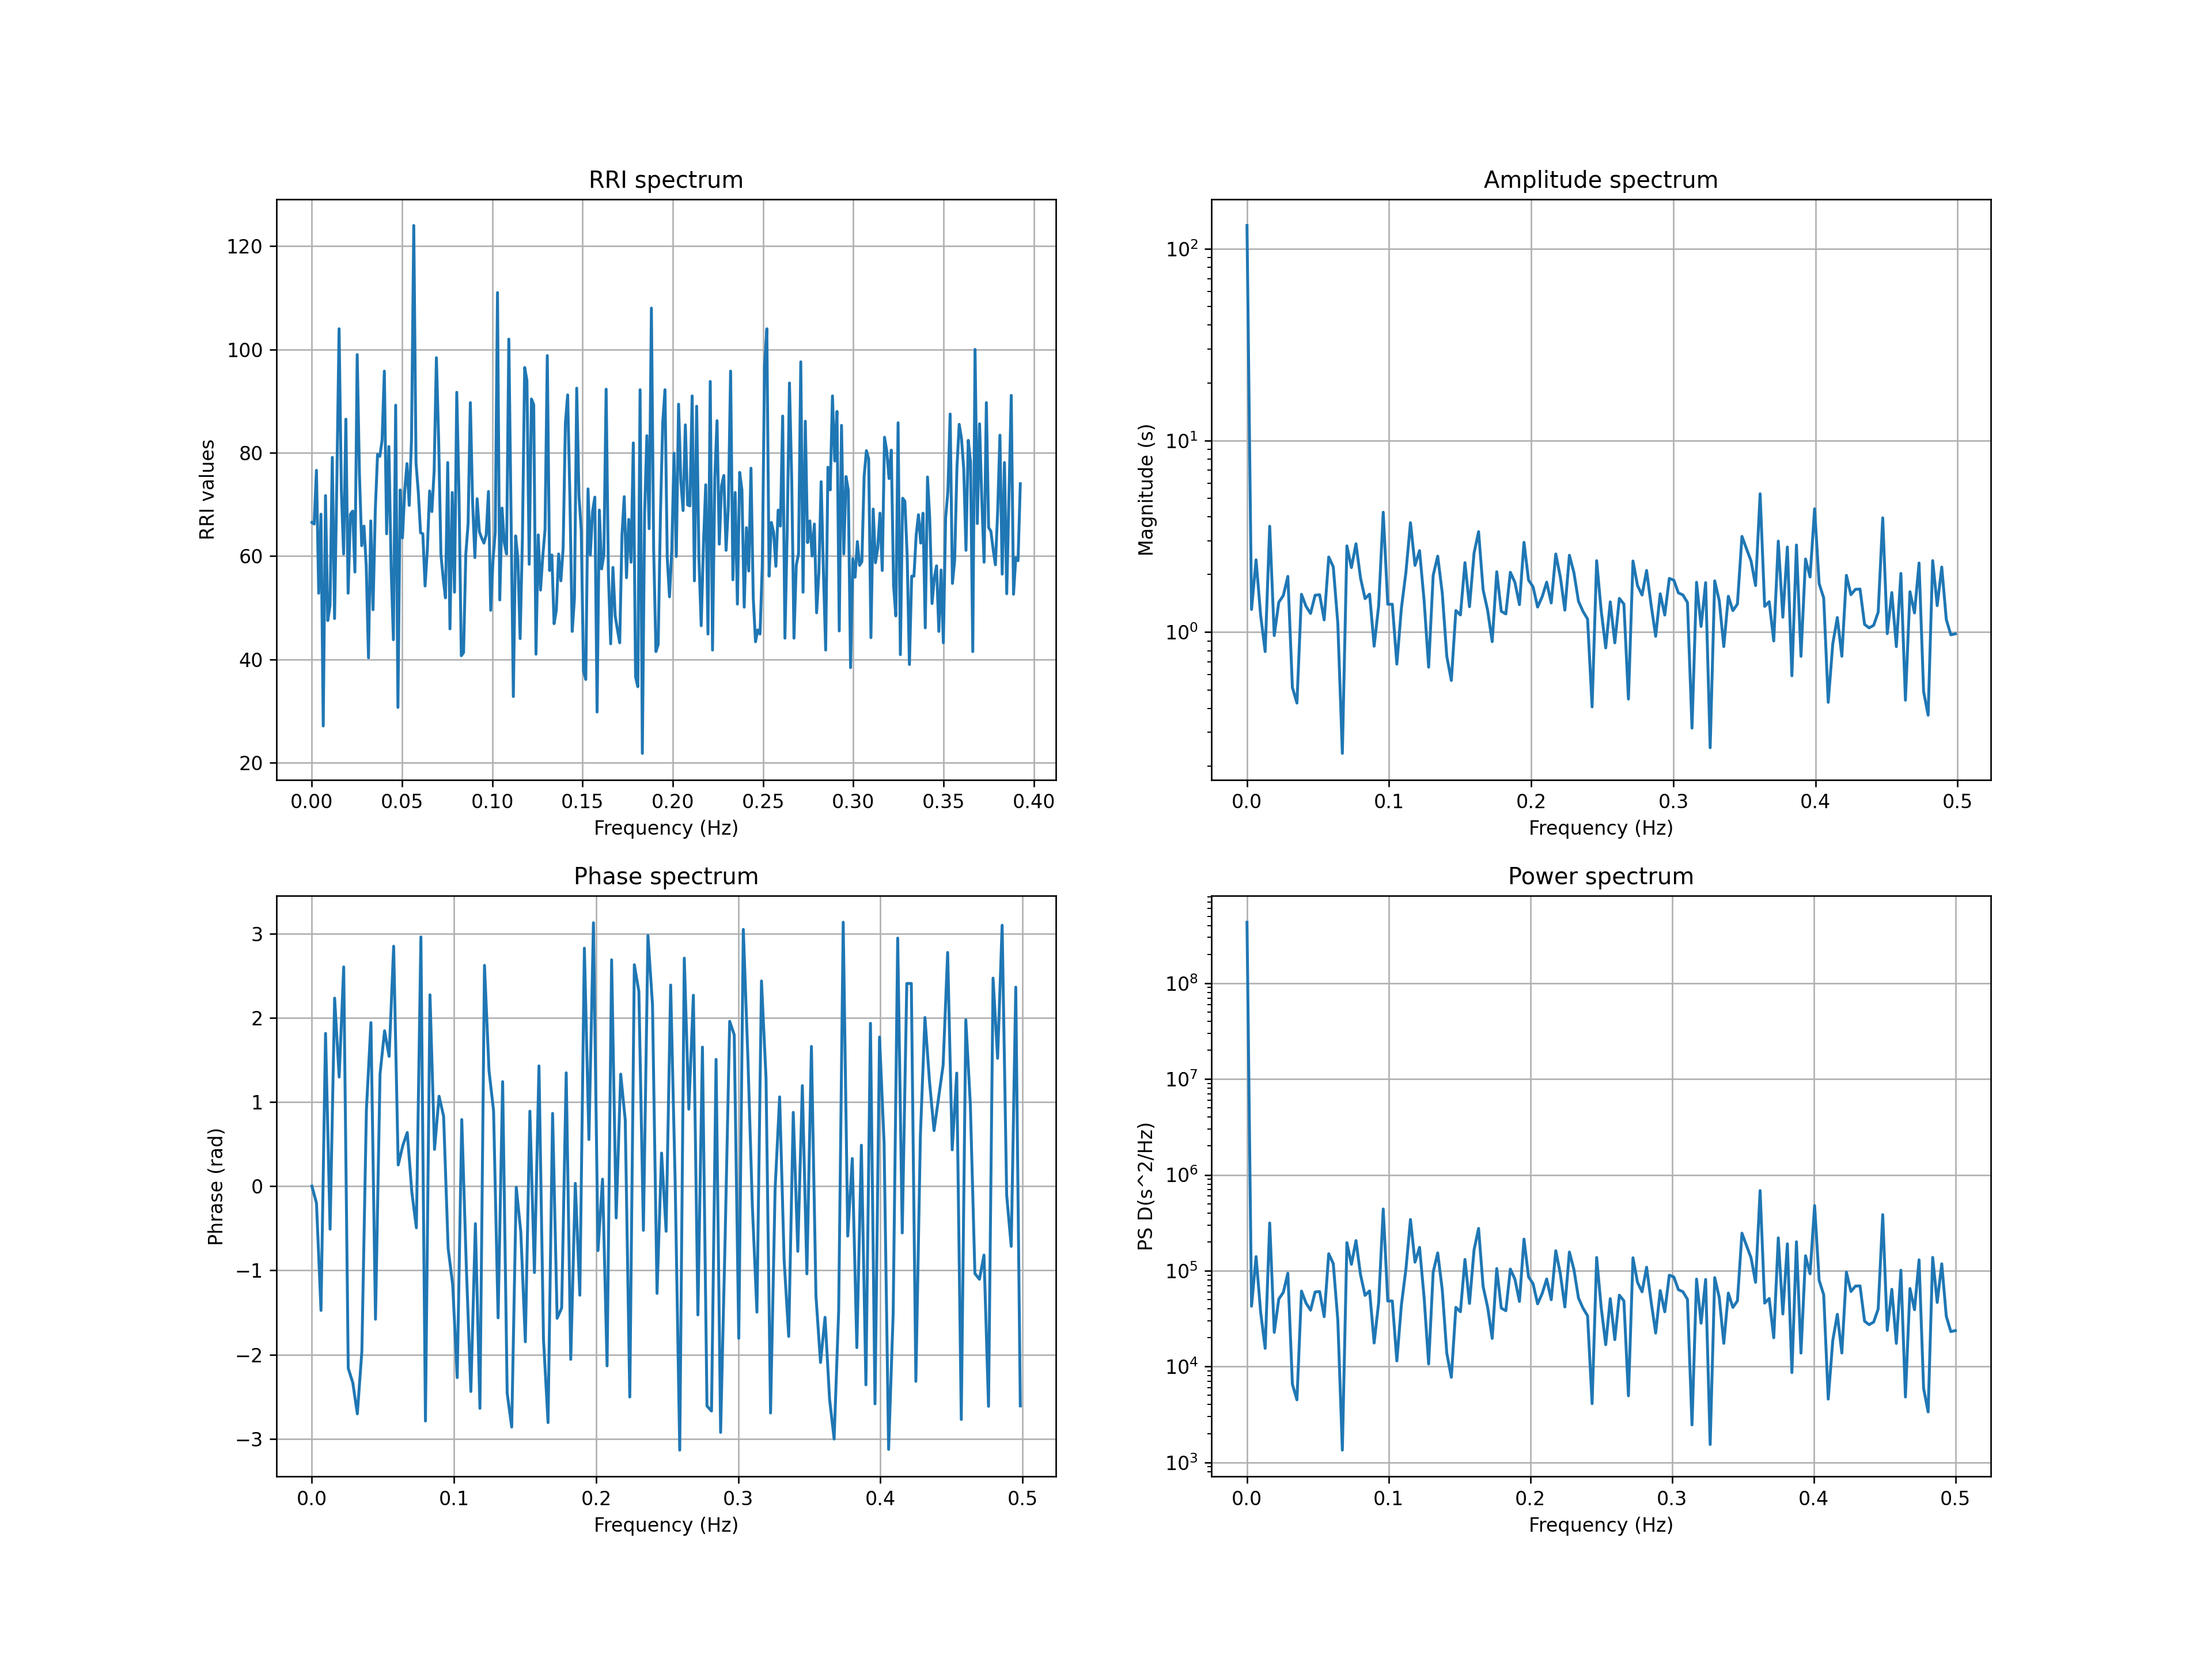 RRI spectrum
120
100
80
60
40
20
RRI values
0.00 0.05 0.10 0.15 0.20 0.25 0.30 0.35 0.40
Frequency (Hz)
Amplitude spectrum
10²
10¹
10⁰
Magnitude (s)
0.0 0.1 0.2 0.3 0.4 0.5
Frequency (Hz)
Phase spectrum
3
2
1
0
−1
−2
−3
Phrase (rad)
0.0 0.1 0.2 0.3 0.4 0.5
Frequency (Hz)
Power spectrum
10⁸
10⁷
10⁶
10⁵
10⁴
10³
PS D(s^2/Hz)
0.0 0.1 0.2 0.3 0.4 0.5
Frequency (Hz)